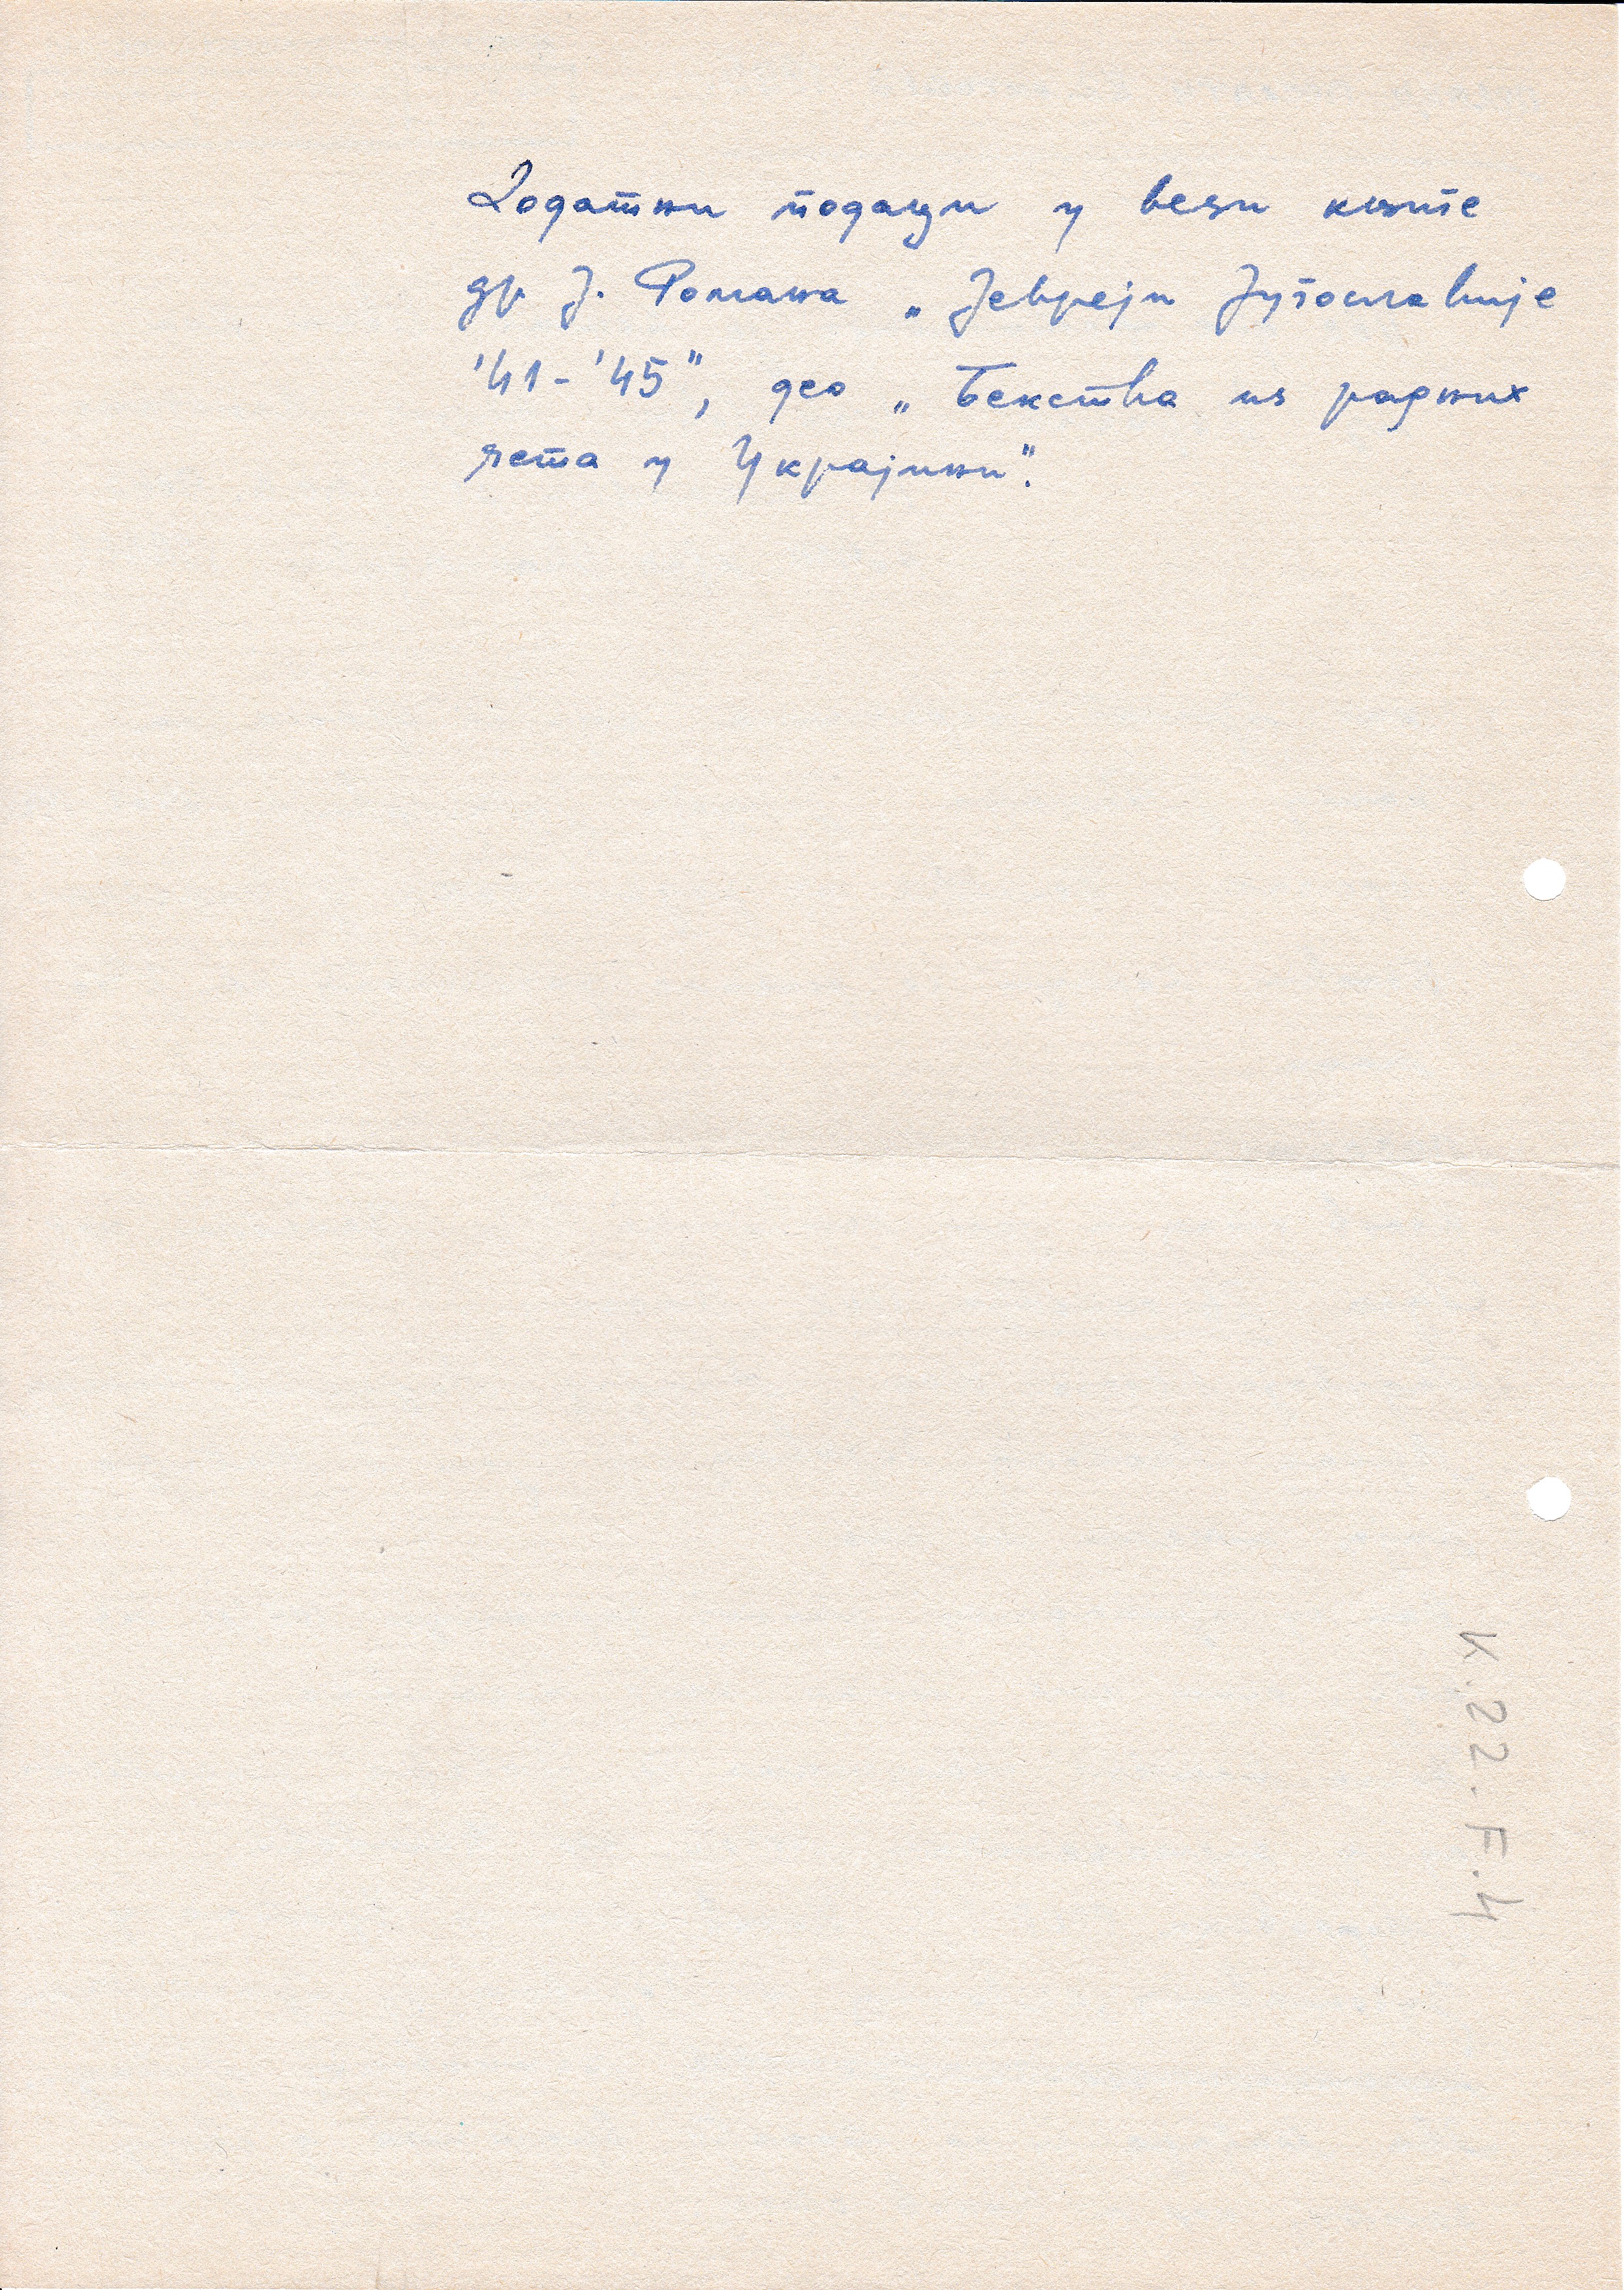 Додатни подаци у вези књиге
др Ј. Романа „Јевреји Југославије
'41-'45", део „Бекства из радних
чета у Украјини".
K.22.F.4